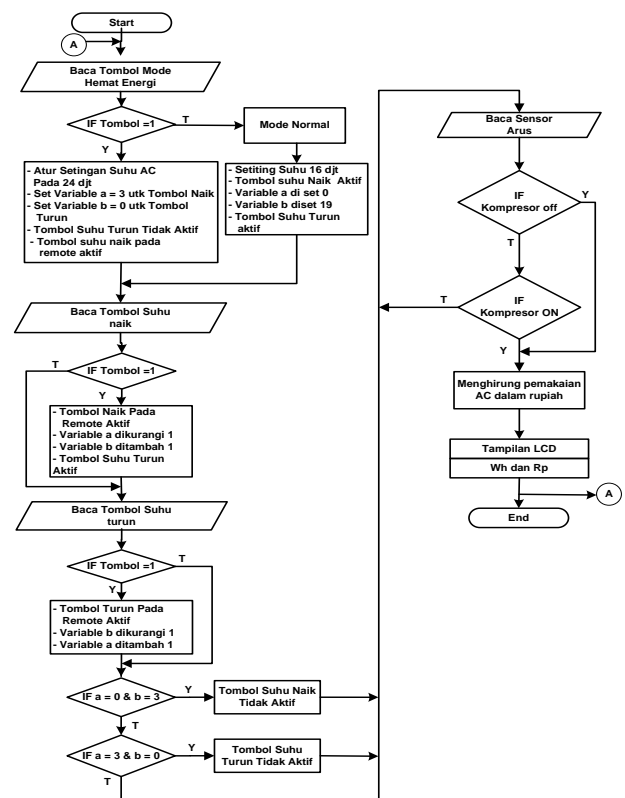 Start
A
Baca Tombol Mode
Hemat Energi
IF Tombol =1
T
Y
Mode Normal
- Atur Setingan Suhu AC
Pada 24 djt
- Set Variable a = 3 utk Tombol Naik
- Set Variable b = 0 utk Tombol
Turun
- Tombol Suhu Turun Tidak Aktif
- Tombol suhu naik pada
remote aktif
- Setiting Suhu 16 djt
- Tombol suhu Naik Aktif
- Variable a di set 0
- Variable b diset 19
- Tombol Suhu Turun
aktif
Baca Tombol Suhu
naik
T
IF Tombol =1
Y
- Tombol Naik Pada
Remote Aktif
- Variable a dikurangi 1
- Variable b ditambah 1
- Tombol Suhu Turun
Aktif
Baca Tombol Suhu
turun
IF Tombol =1
T
Y
- Tombol Turun Pada
Remote Aktif
- Variable b dikurangi 1
- Variable a ditambah 1
IF a = 0 & b = 3
Y
Tombol Suhu Naik
Tidak Aktif
T
IF a = 3 & b = 0
Y
Tombol Suhu
Turun Tidak Aktif
T
Baca Sensor
Arus
IF
Kompresor off
Y
T
IF
Kompresor ON
T
Y
Menghirung pemakaian
AC dalam rupiah
Tampilan LCD
Wh dan Rp
A
End